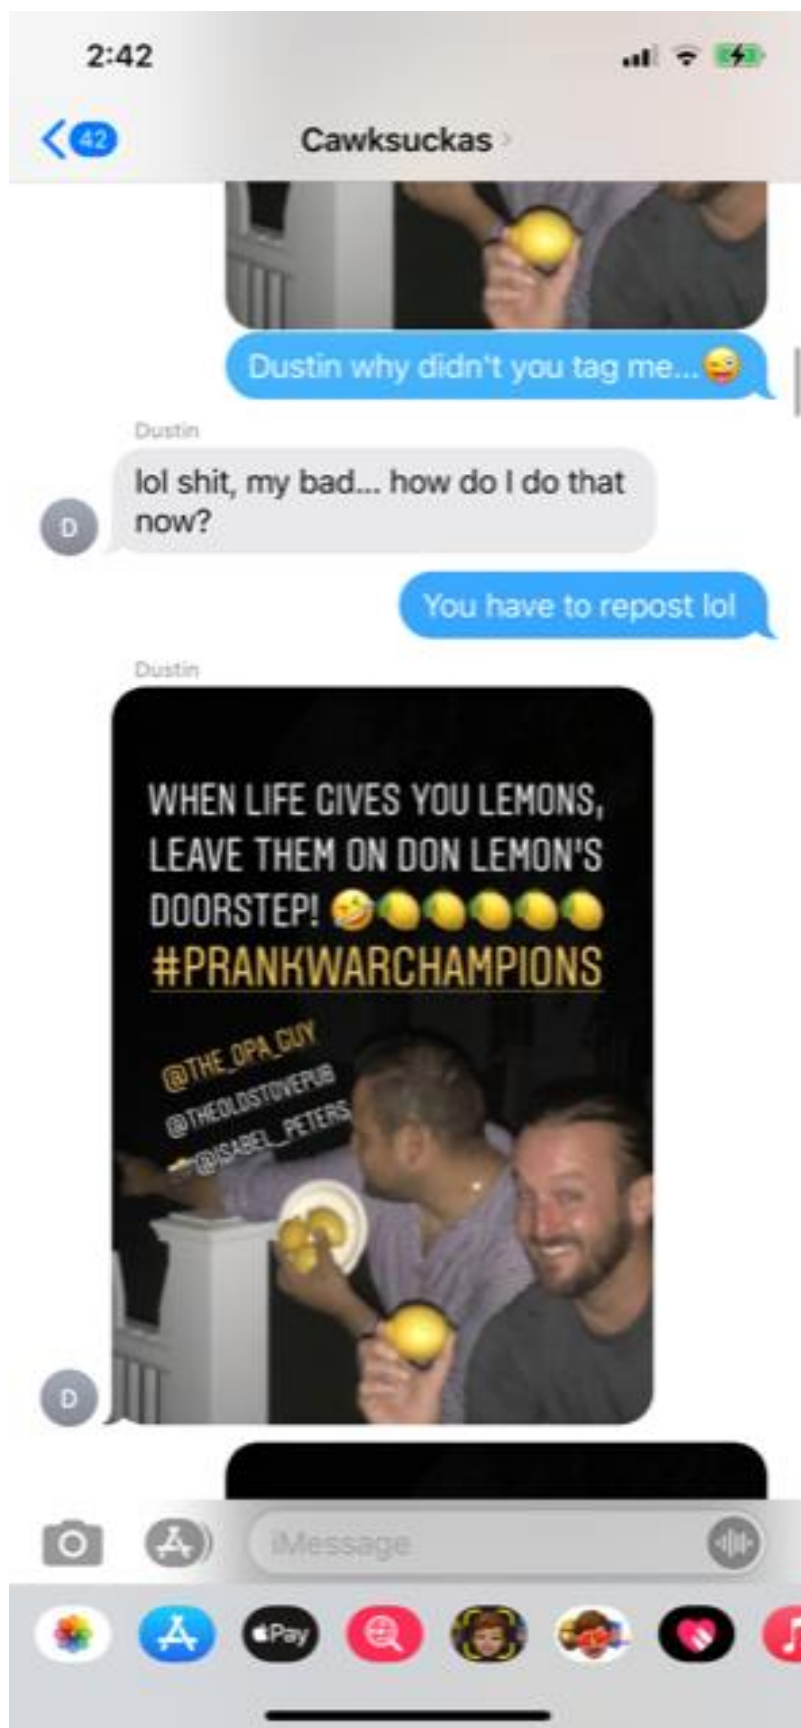 2:42
42
Cawksuckas
Dustin why didn't you tag me...😜
Dustin
lol shit, my bad... how do I do that
now?
D
You have to repost lol
Dustin
WHEN LIFE GIVES YOU LEMONS,
LEAVE THEM ON DON LEMON'S
DOORSTEP! 🤣🍋🍋🍋🍋🍋
#PRANKWARCHAMPIONS
@THE_OPA_GUY
@THEOLDSTOVEPUB
@ISABEL_PETERS
D
iMessage
Pay